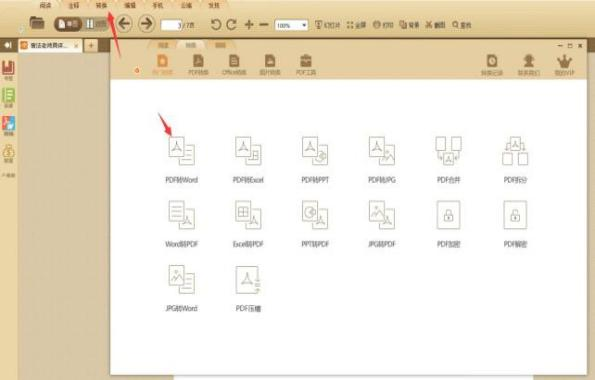 阅读 注释 转换 编辑 手机 云端 发现
单页
3 /7页
100%
幻灯片 全屏 打印 背景 截图 查找
阅读 转换 编辑
热门转换 PDF转换 Office转换 图片转换 PDF工具
转换记录 联系我们 我的VIP
PDF转Word PDF转Excel PDF转PPT PDF转JPG PDF合并 PDF拆分
Word转PDF Excel转PDF PPT转PDF JPG转PDF PDF加密 PDF解密
JPG转Word PDF压缩